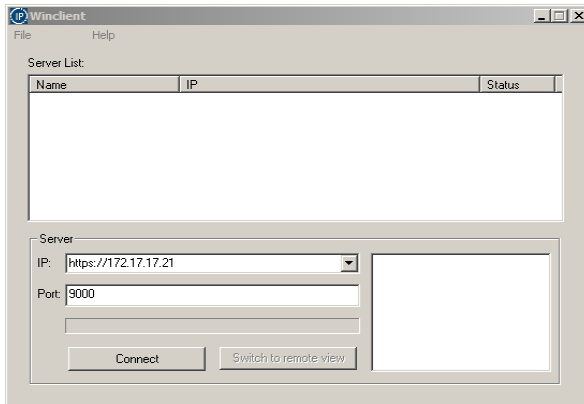 IP Winclient
File Help
Server List:
Name IP Status
Server
IP: https://172.17.17.21
Port: 9000
Connect Switch to remote view